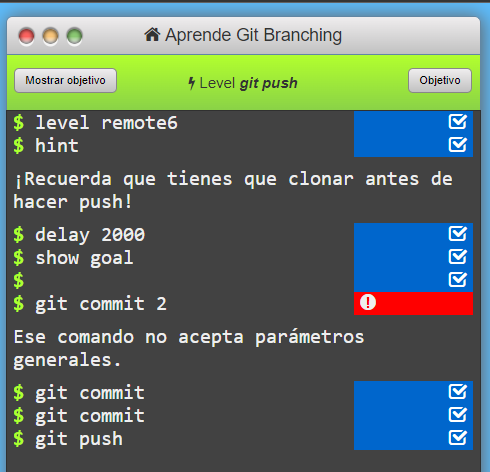 Aprende Git Branching
Mostrar objetivo
Level git push
Objetivo
$ level remote6
$ hint
¡Recuerda que tienes que clonar antes de
hacer push!
$ delay 2000
$ show goal
$
$ git commit 2
Ese comando no acepta parámetros
generales.
$ git commit
$ git commit
$ git push